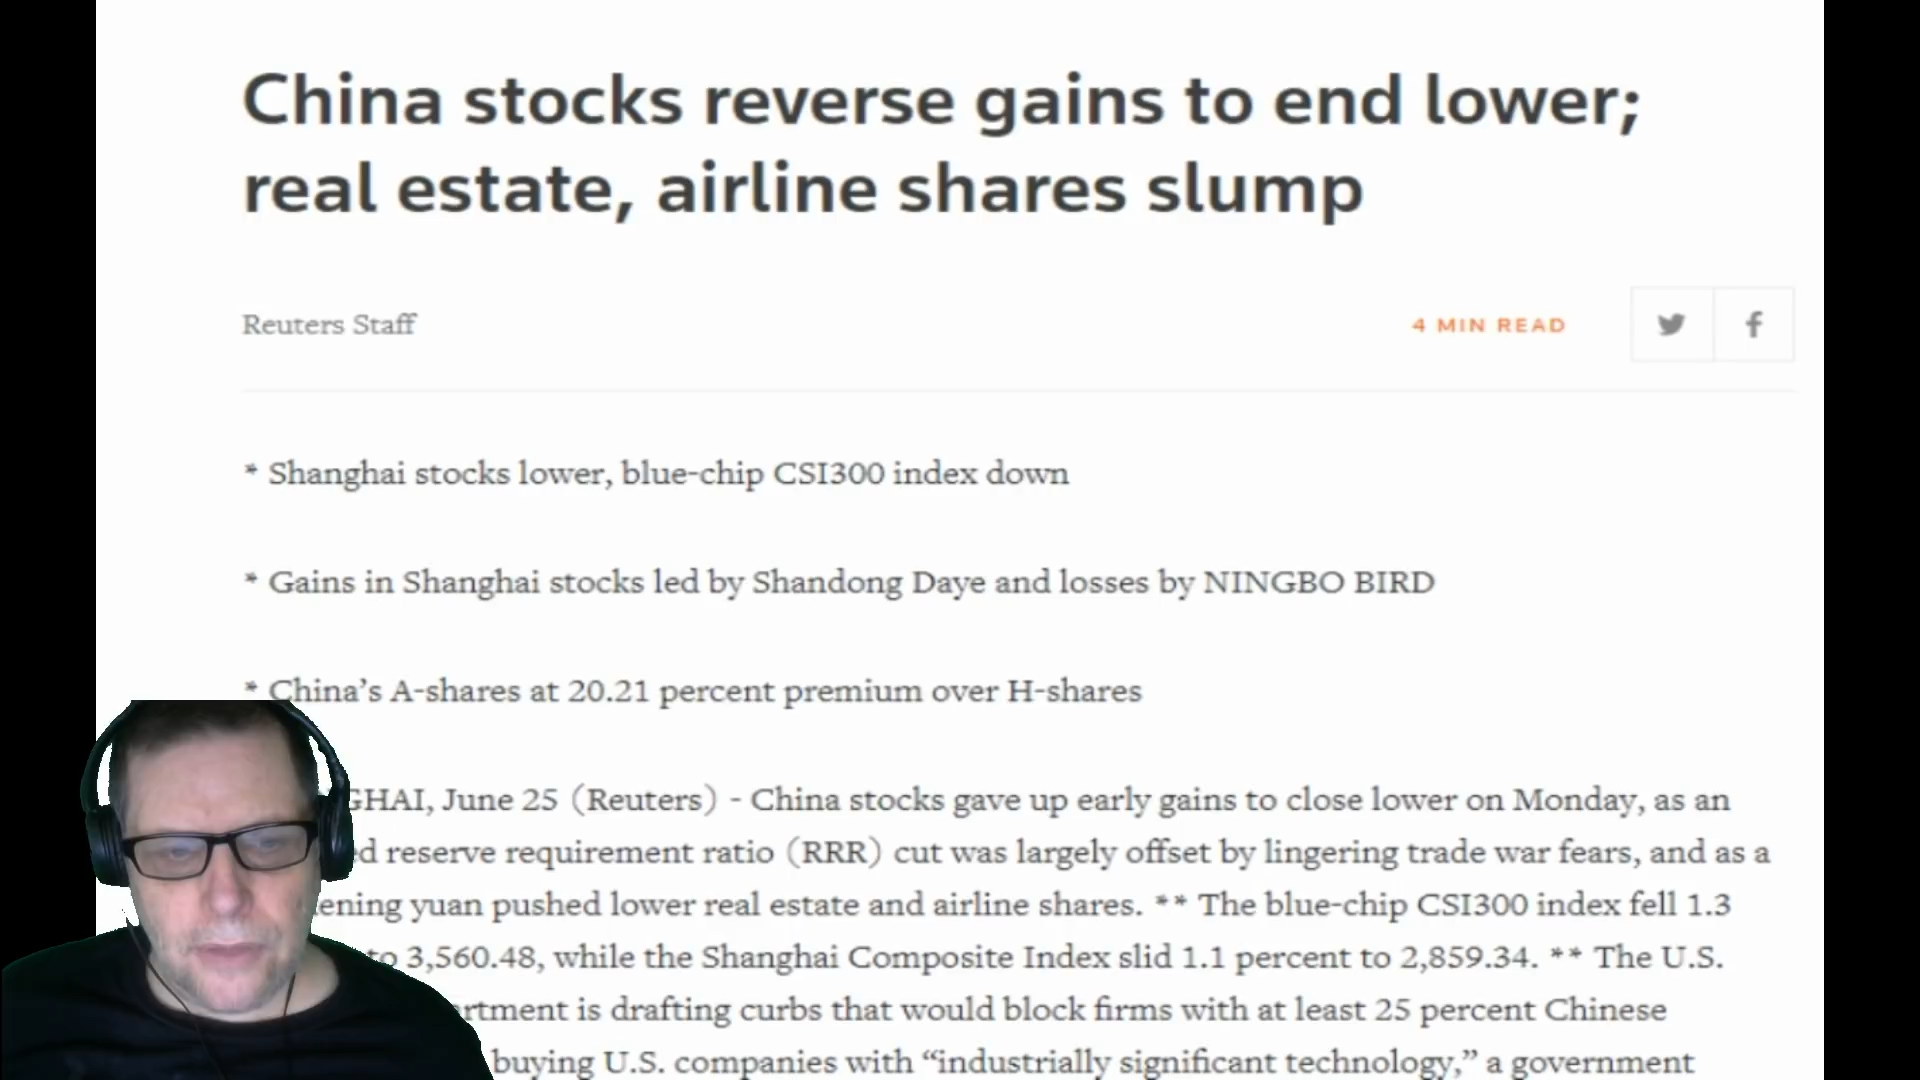 China stocks reverse gains to end lower;
real estate, airline shares slump
Reuters Staff
4 MIN READ
* Shanghai stocks lower, blue-chip CSI300 index down
* Gains in Shanghai stocks led by Shandong Daye and losses by NINGBO BIRD
* China’s A-shares at 20.21 percent premium over H-shares
June 25 (Reuters) - China stocks gave up early gains to close lower on Monday, as an
reserve requirement ratio (RRR) cut was largely offset by lingering trade war fears, and as a
yuan pushed lower real estate and airline shares. ** The blue-chip CSI300 index fell 1.3
to 3,560.48, while the Shanghai Composite Index slid 1.1 percent to 2,859.34. ** The U.S.
is drafting curbs that would block firms with at least 25 percent Chinese
buying U.S. companies with “industrially significant technology,” a government